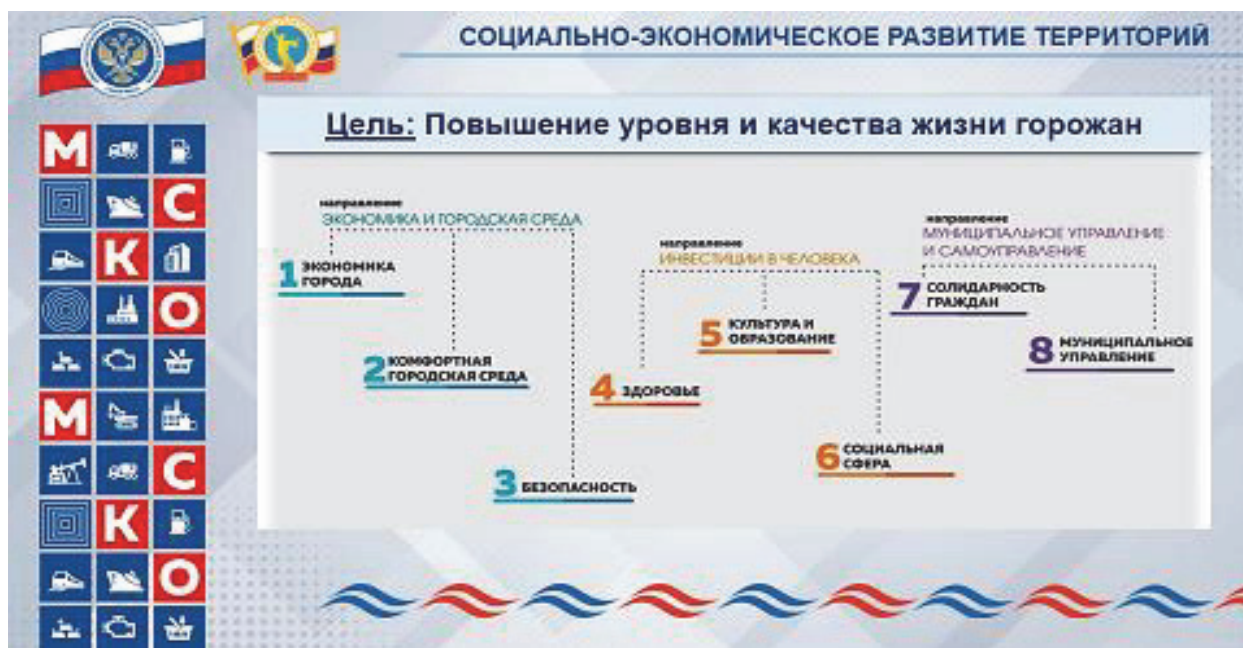 СОЦИАЛЬНО-ЭКОНОМИЧЕСКОЕ РАЗВИТИЕ ТЕРРИТОРИЙ
Цель: Повышение уровня и качества жизни горожан
направление
ЭКОНОМИКА И ГОРОДСКАЯ СРЕДА
1 ЭКОНОМИКА
ГОРОДА
2 КОМФОРТНАЯ
ГОРОДСКАЯ СРЕДА
3 БЕЗОПАСНОСТЬ
направление
ИНВЕСТИЦИИ В ЧЕЛОВЕКА
4 ЗДОРОВЬЕ
5 КУЛЬТУРА И
ОБРАЗОВАНИЕ
6 СОЦИАЛЬНАЯ
СФЕРА
направление
МУНИЦИПАЛЬНОЕ УПРАВЛЕНИЕ
И САМОУПРАВЛЕНИЕ
7 СОЛИДАРНОСТЬ
ГРАЖДАН
8 МУНИЦИПАЛЬНОЕ
УПРАВЛЕНИЕ
М
С
К
О
М
С
К
О